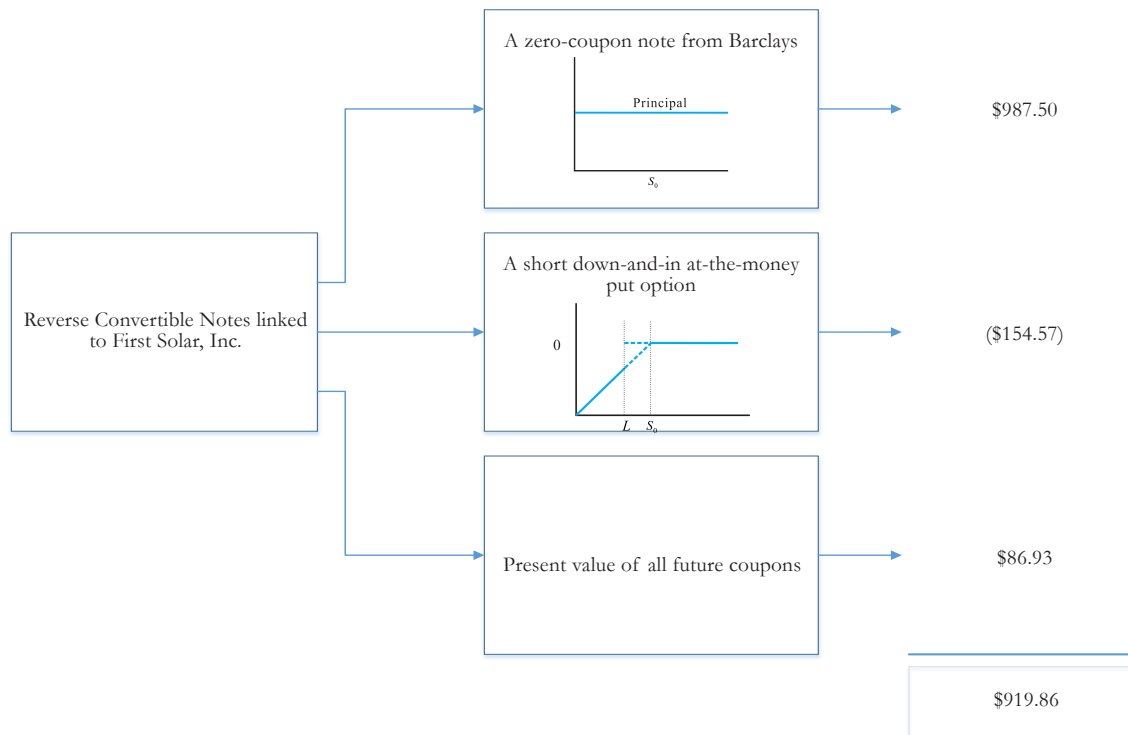 A zero-coupon note from Barclays
Principal
S₀
$987.50
Reverse Convertible Notes linked
to First Solar, Inc.
A short down-and-in at-the-money
put option
0
L S₀
($154.57)
Present value of all future coupons
$86.93
$919.86